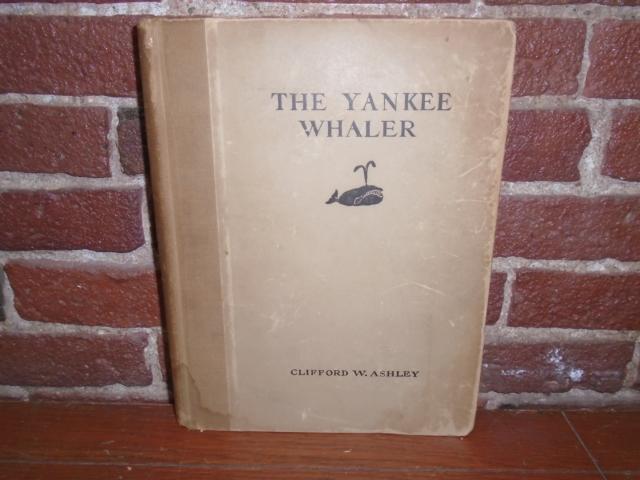 THE YANKEE
WHALER
CLIFFORD W. ASHLEY